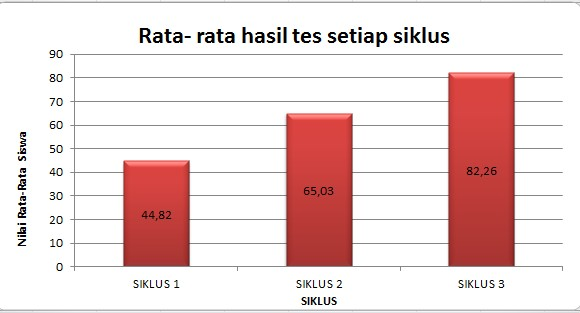 Rata- rata hasil tes setiap siklus
Nilai Rata-Rata Siswa
90
80
70
60
50
40
30
20
10
0
44,82
65,03
82,26
SIKLUS 1
SIKLUS 2
SIKLUS 3
SIKLUS